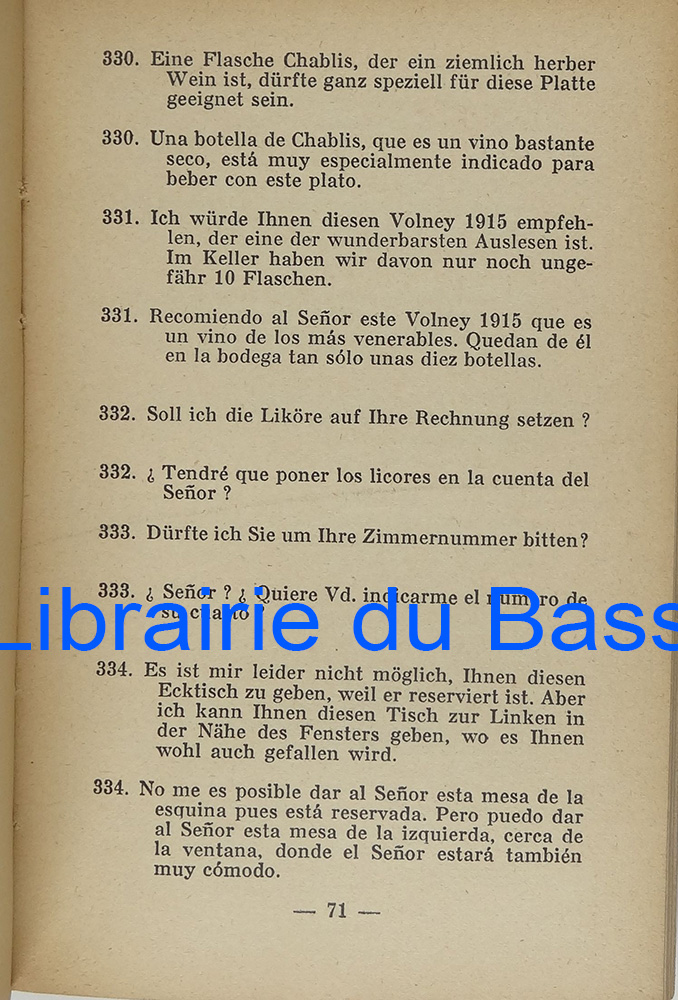 330. Eine Flasche Chablis, der ein ziemlich herber
Wein ist, dürfte ganz speziell für diese Platte
geeignet sein.
330. Una botella de Chablis, que es un vino bastante
seco, está muy especialmente indicado para
beber con este plato.
331. Ich würde Ihnen diesen Volney 1915 empfeh-
len, der eine der wunderbarsten Auslesen ist.
Im Keller haben wir davon nur noch unge-
fähr 10 Flaschen.
331. Recomiendo al Señor este Volney 1915 que es
un vino de los más venerables. Quedan de él
en la bodega tan sólo unas diez botellas.
332. Soll ich die Liköre auf Ihre Rechnung setzen ?
332. ¿ Tendré que poner los licores en la cuenta del
Señor ?
333. Dürfte ich Sie um Ihre Zimmernummer bitten?
333. ¿ Señor ? ¿ Quiere Vd. indicarme el número de
su cuarto ?
Librairie du Bass
334. Es ist mir leider nicht möglich, Ihnen diesen
Ecktisch zu geben, weil er reserviert ist. Aber
ich kann Ihnen diesen Tisch zur Linken in
der Nähe des Fensters geben, wo es Ihnen
wohl auch gefallen wird.
334. No me es posible dar al Señor esta mesa de la
esquina pues está reservada. Pero puedo dar
al Señor esta mesa de la izquierda, cerca de
la ventana, donde el Señor estará también
muy cómodo.
— 71 —